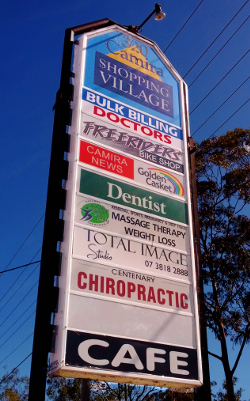 Camira
SHOPPING
VILLAGE
BULK BILLING
DOCTORS
FREERIDERS
BIKE SHOP
CAMIRA
NEWS
Golden
Casket
Dentist
MASSAGE THERAPY
WEIGHT LOSS
TOTAL IMAGE
Studio 07 3818 2888
CENTENARY
CHIROPRACTIC
CAFE